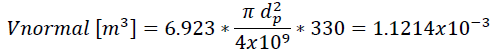 Vnormal [m³] = 6.923 * π d_p² / 4x10⁹ * 330 = 1.1214x10⁻³